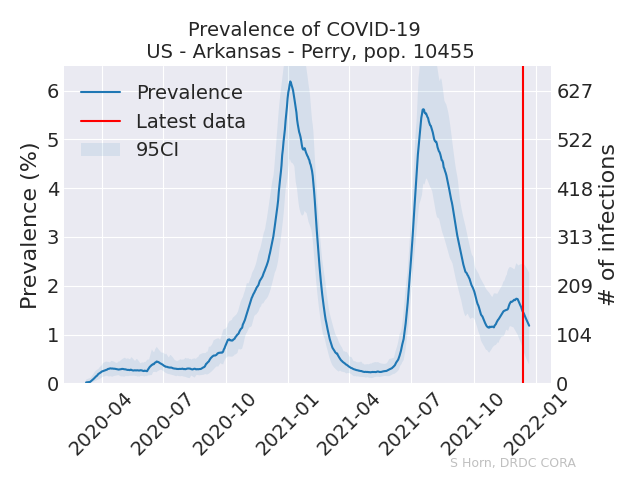 Prevalence of COVID-19
US - Arkansas - Perry, pop. 10455
Prevalence
Latest data
95CI
Prevalence (%)
6
5
4
3
2
1
0
627
522
418
313
209
104
0
# of infections
2020-04
2020-07
2020-10
2021-01
2021-04
2021-07
2021-10
2022-01
S Horn, DRDC CORA